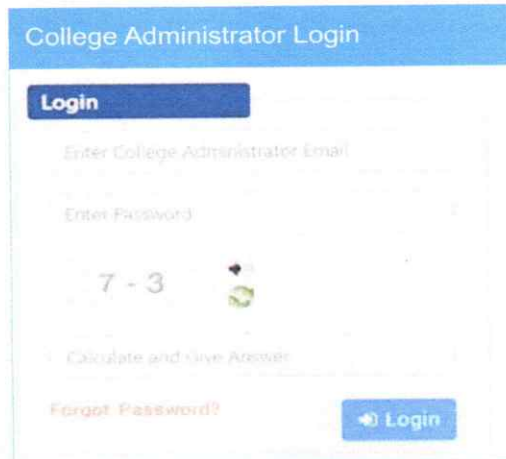 College Administrator Login
Login
Enter College Administrator Email
Enter Password
7 - 3
Calculate and Give Answer
Forgot Password?
Login